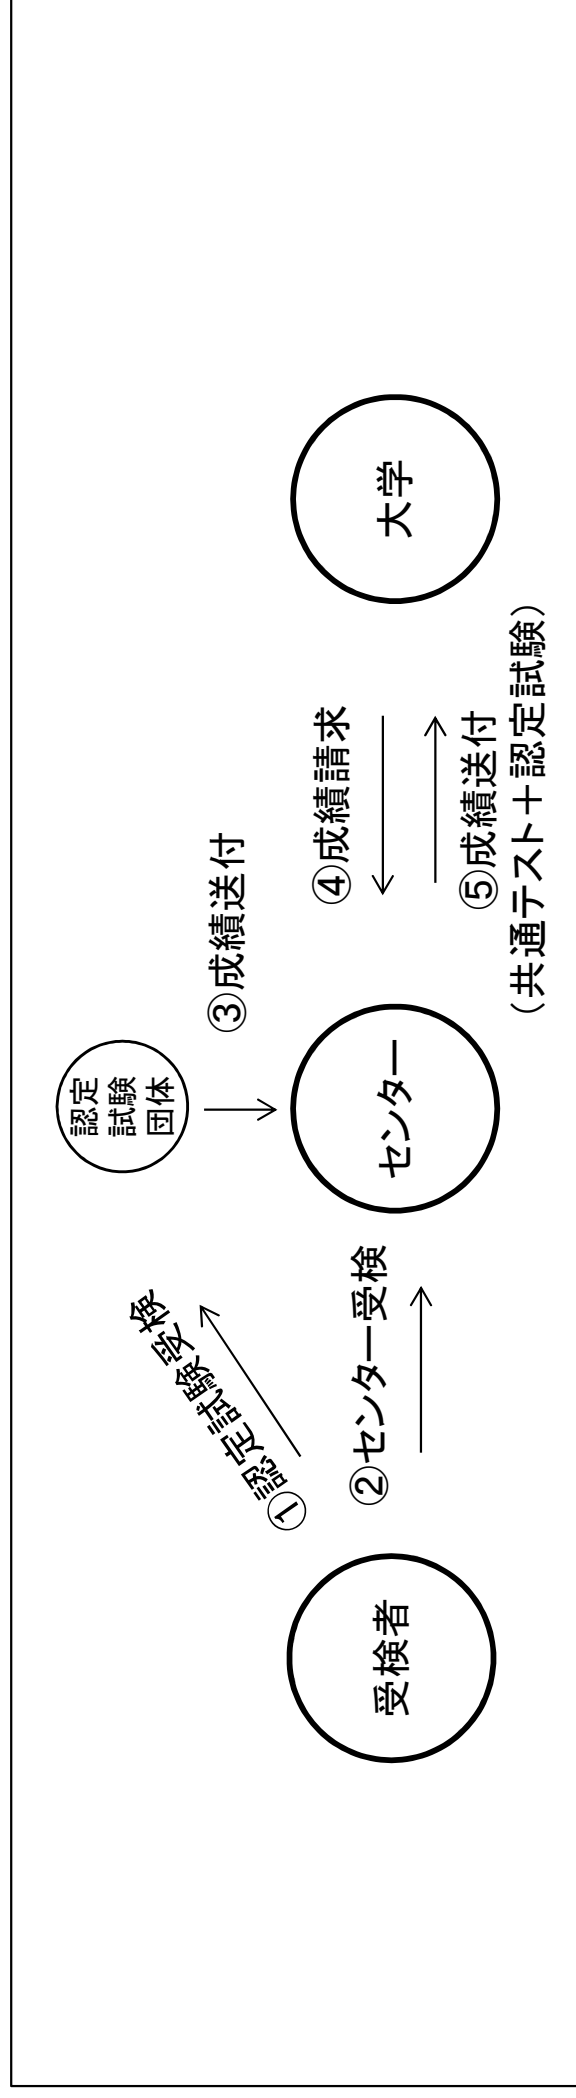 認定
試験
団体
①認定試験受検
②センター受検
③成績送付
④成績請求
⑤成績送付
（共通テスト＋認定試験）
受検者
センター
大学